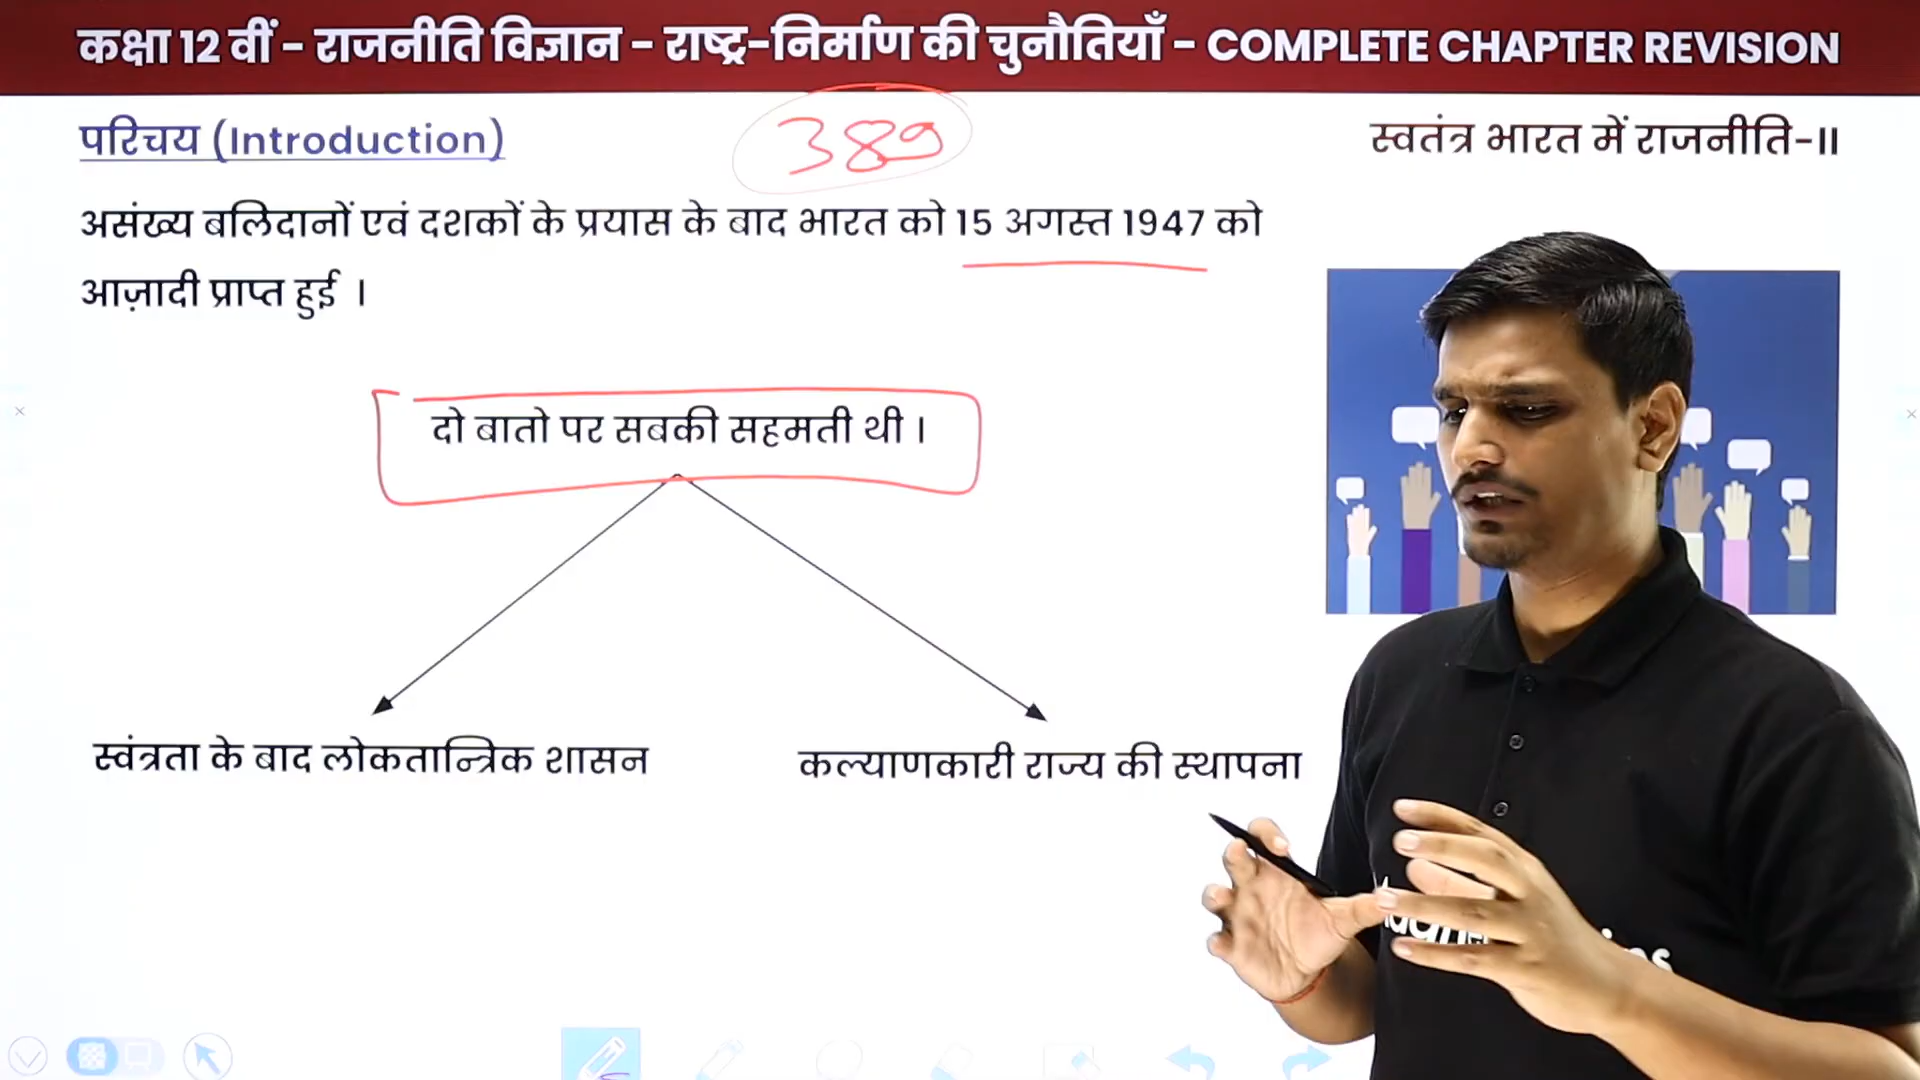 कक्षा 12 वीं - राजनीति विज्ञान - राष्ट्र-निर्माण की चुनौतियाँ - COMPLETE CHAPTER REVISION
परिचय (Introduction)
389
स्वतंत्र भारत में राजनीति-II
असंख्य बलिदानों एवं दशकों के प्रयास के बाद भारत को 15 अगस्त 1947 को
आज़ादी प्राप्त हुई ।
दो बातो पर सबकी सहमती थी ।
स्वंत्रता के बाद लोकतान्त्रिक शासन
कल्याणकारी राज्य की स्थापना